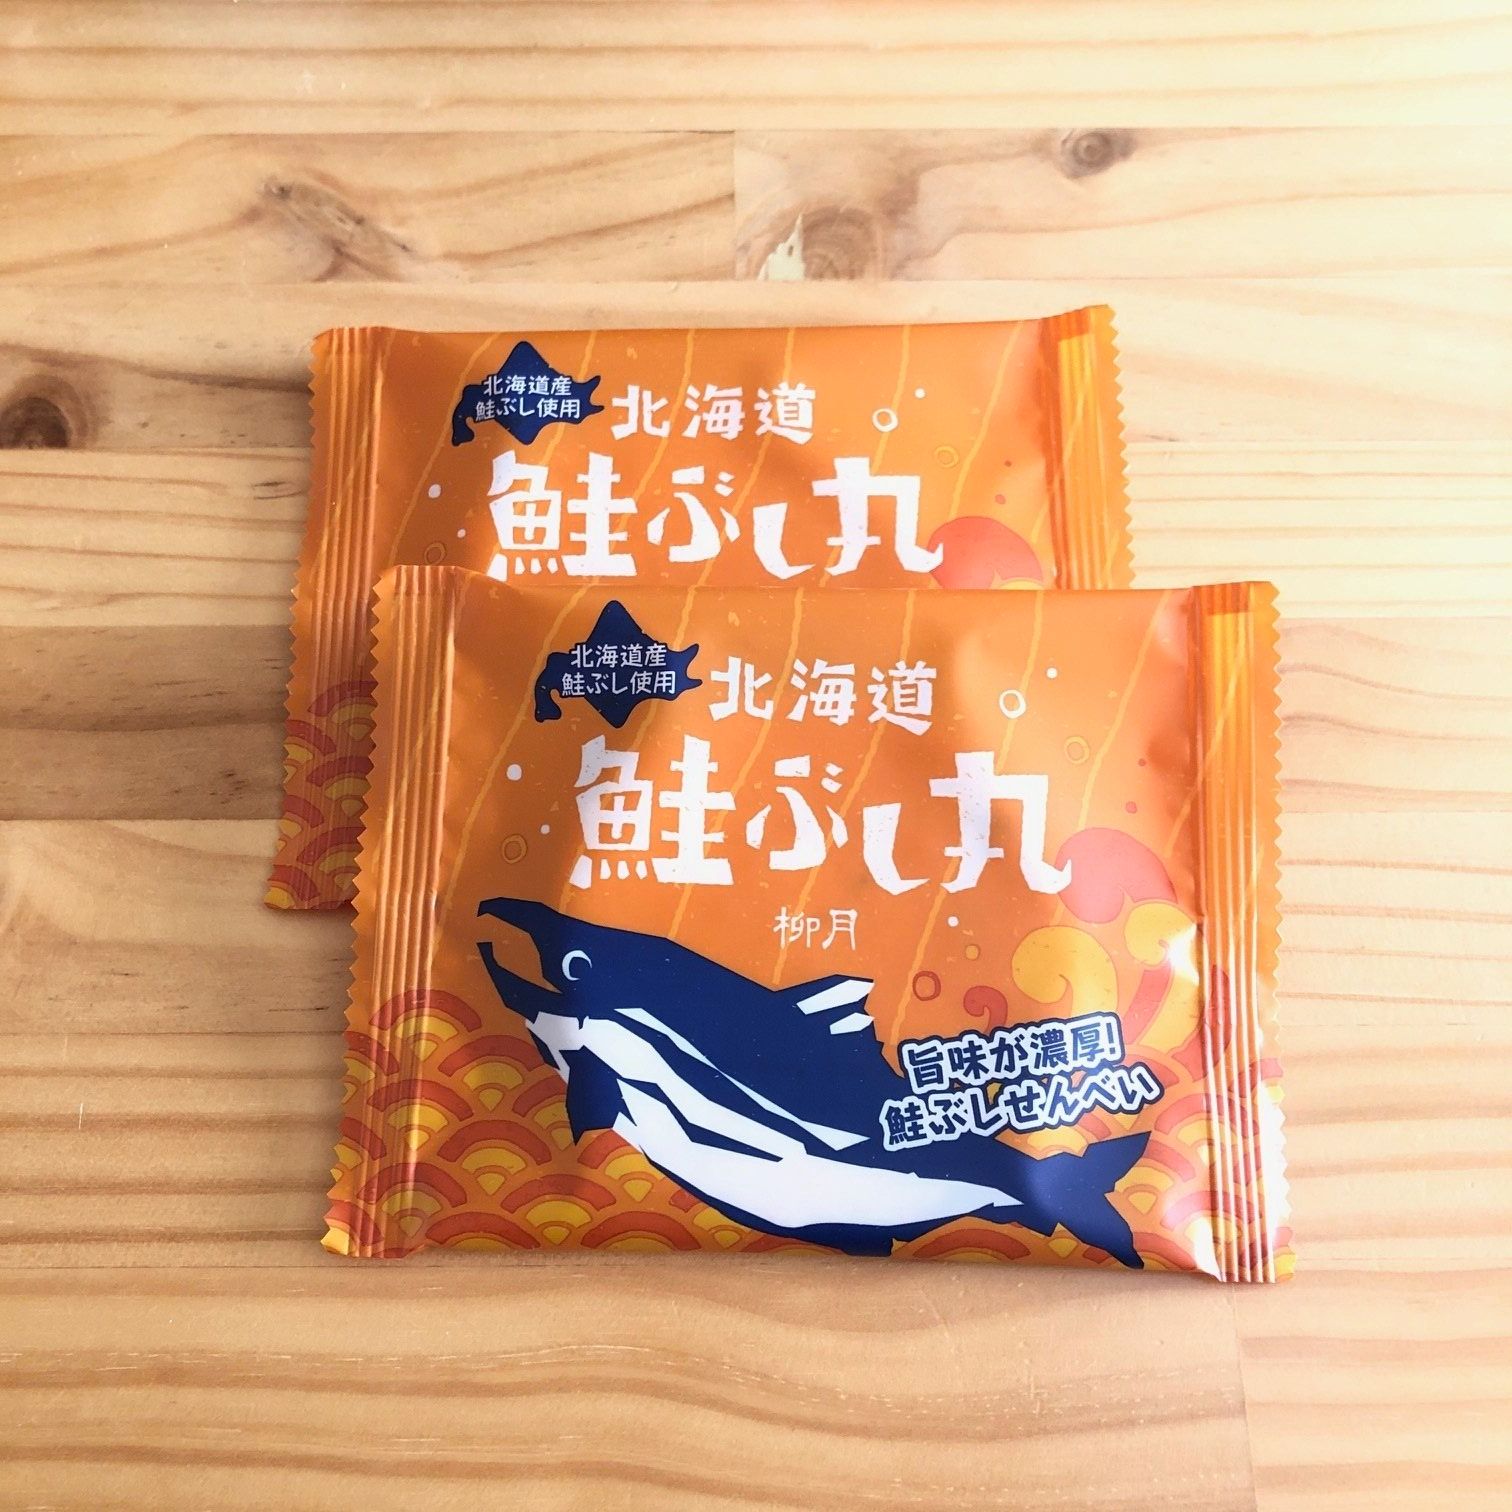 北海道産
鮭ぶし使用
北海道
鮭ぶし丸
北海道産
鮭ぶし使用
北海道
鮭ぶし丸
柳月
旨味が濃厚!
鮭ぶしせんべい